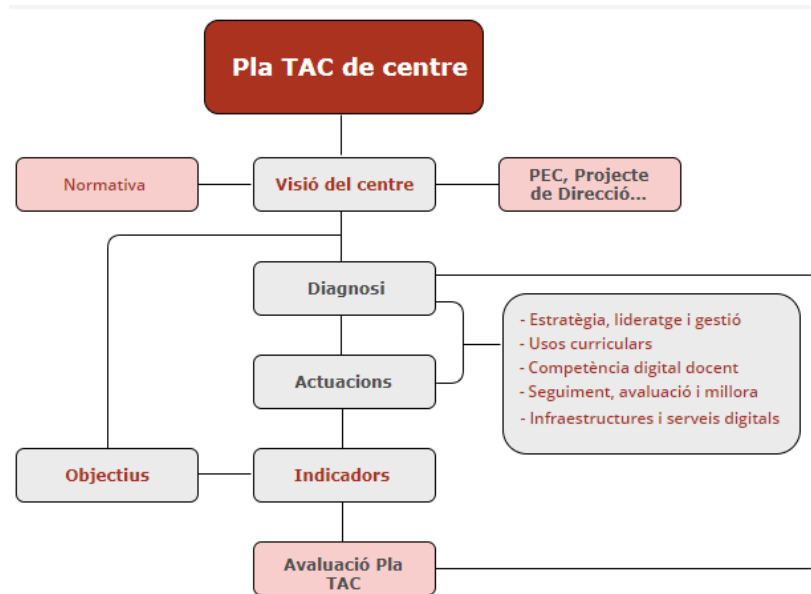 Pla TAC de centre
Normativa
Visió del centre
PEC, Projecte
de Direcció...
Diagnosi
- Estratègia, lideratge i gestió
- Usos curriculars
- Competència digital docent
- Seguiment, avaluació i millora
- Infraestructures i serveis digitals
Actuacions
Objectius
Indicadors
Avaluació Pla
TAC